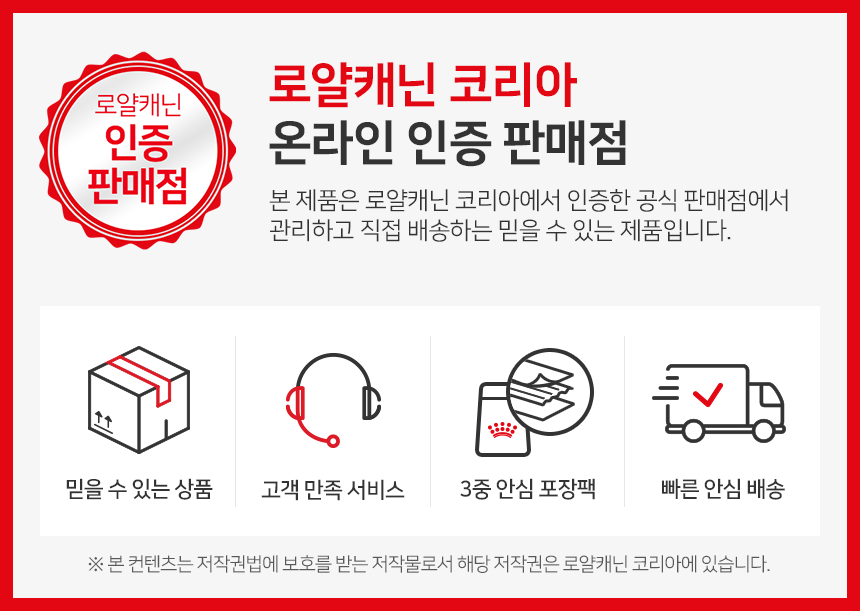 로얄캐닌
인증
판매점
로얄캐닌 코리아
온라인 인증 판매점
본 제품은 로얄캐닌 코리아에서 인증한 공식 판매점에서
관리하고 직접 배송하는 믿을 수 있는 제품입니다.
믿을 수 있는 상품
고객 만족 서비스
3중 안심 포장팩
빠른 안심 배송
※ 본 컨텐츠는 저작권법에 보호를 받는 저작물로서 해당 저작권은 로얄캐닌 코리아에 있습니다.